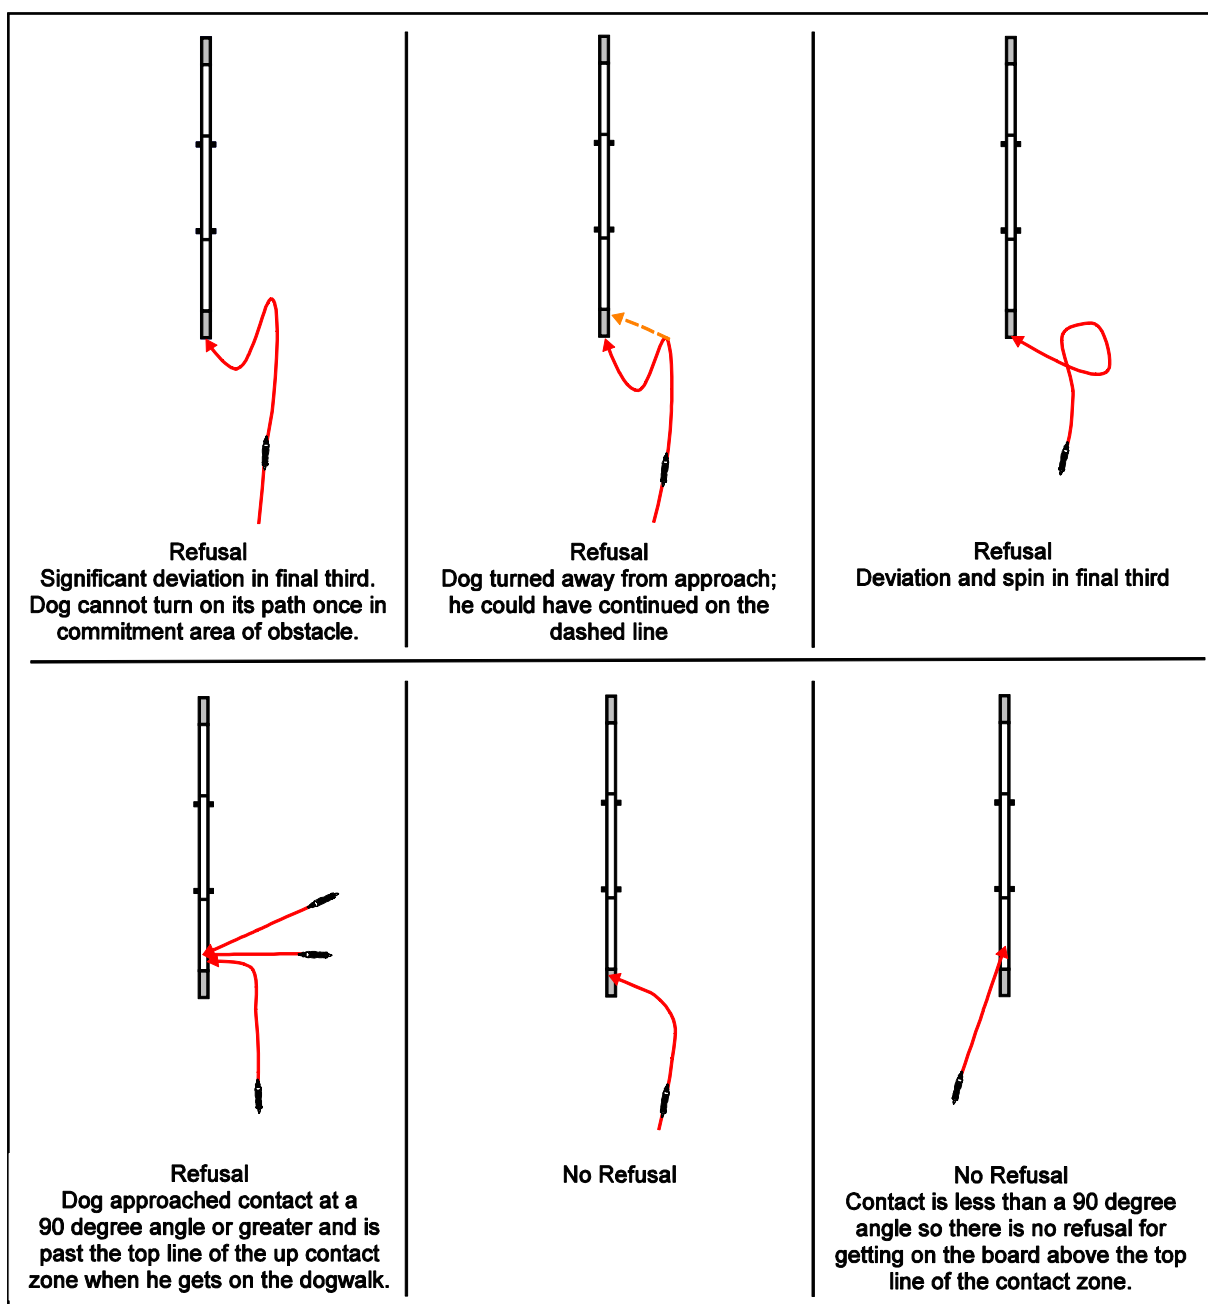 Refusal
Significant deviation in final third.
Dog cannot turn on its path once in
commitment area of obstacle.
Refusal
Dog turned away from approach;
he could have continued on the
dashed line
Refusal
Deviation and spin in final third
Refusal
Dog approached contact at a
90 degree angle or greater and is
past the top line of the up contact
zone when he gets on the dogwalk.
No Refusal
No Refusal
Contact is less than a 90 degree
angle so there is no refusal for
getting on the board above the top
line of the contact zone.